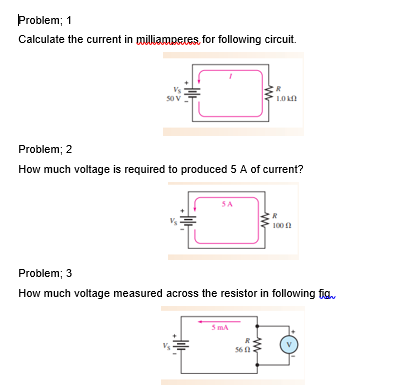 Problem; 1
Calculate the current in milliamperes for following circuit.
I
Vs
50 V
+
-
R
1.0 kΩ
Problem; 2
How much voltage is required to produced 5 A of current?
5 A
Vs
+
-
R
100 Ω
Problem; 3
How much voltage measured across the resistor in following fig.
5 mA
Vs
+
-
R
56 Ω
+
V
-